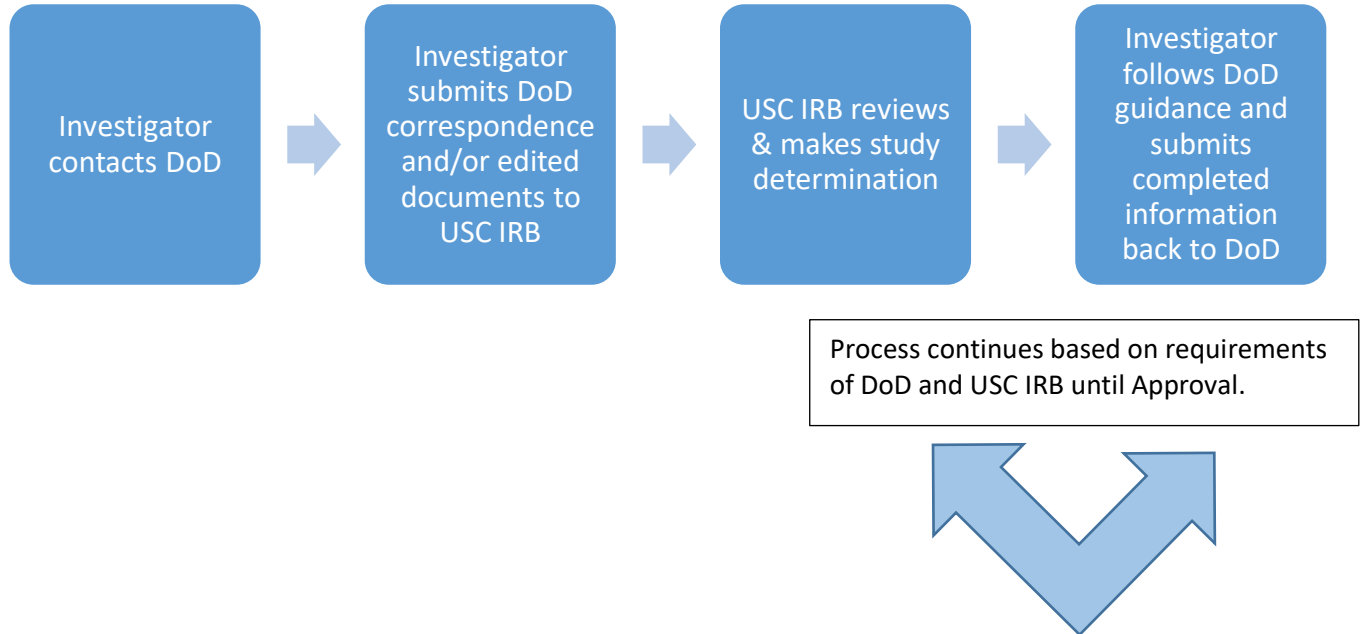 Investigator
contacts DoD
Investigator
submits DoD
correspondence
and/or edited
documents to
USC IRB
USC IRB reviews
& makes study
determination
Investigator
follows DoD
guidance and
submits
completed
information
back to DoD
Process continues based on requirements
of DoD and USC IRB until Approval.